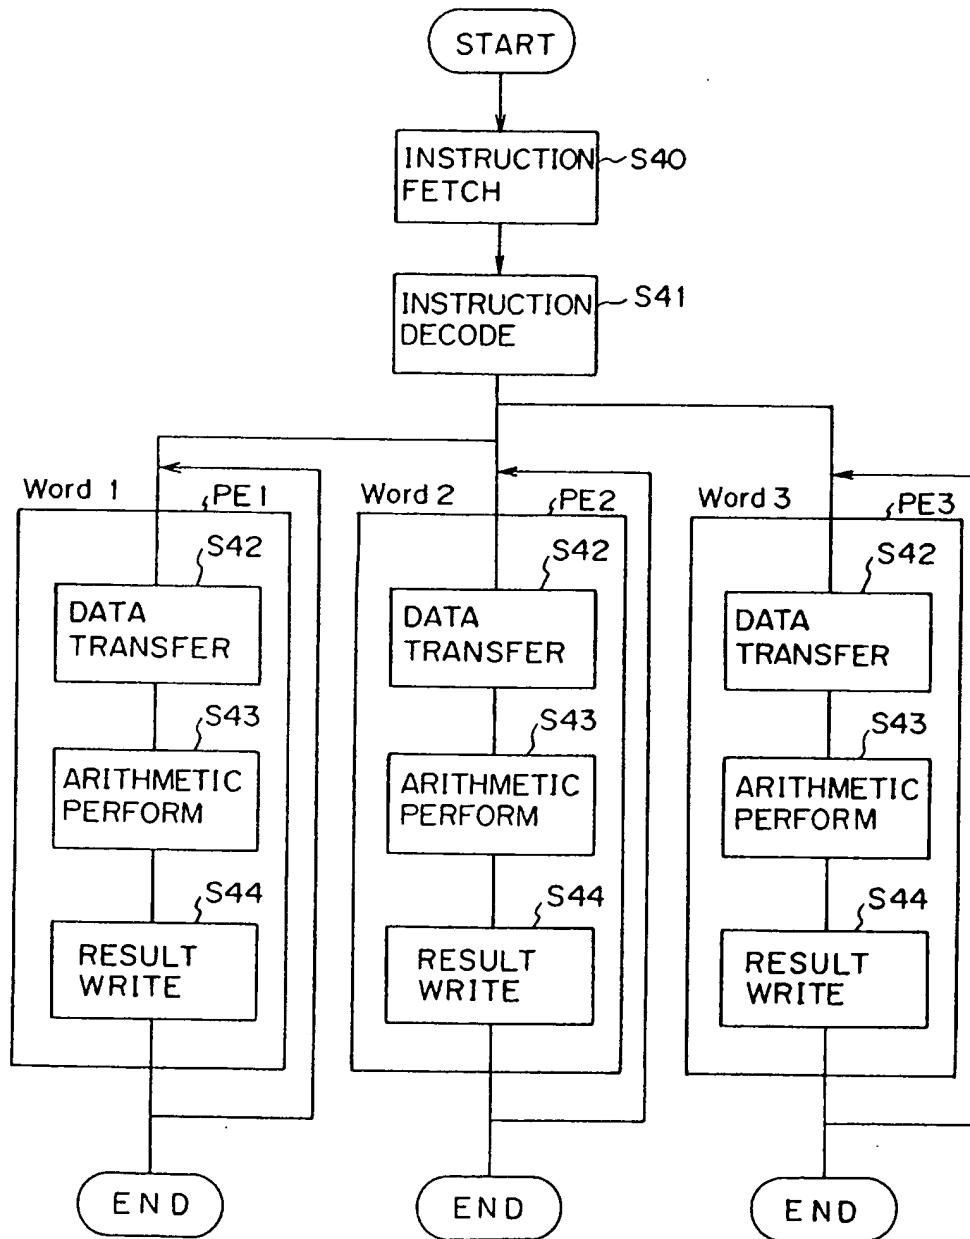 START
INSTRUCTION
FETCH
S40
INSTRUCTION
DECODE
S41
Word 1
PE1
S42
DATA
TRANSFER
S43
ARITHMETIC
PERFORM
S44
RESULT
WRITE
END
Word 2
PE2
S42
DATA
TRANSFER
S43
ARITHMETIC
PERFORM
S44
RESULT
WRITE
END
Word 3
PE3
S42
DATA
TRANSFER
S43
ARITHMETIC
PERFORM
S44
RESULT
WRITE
END